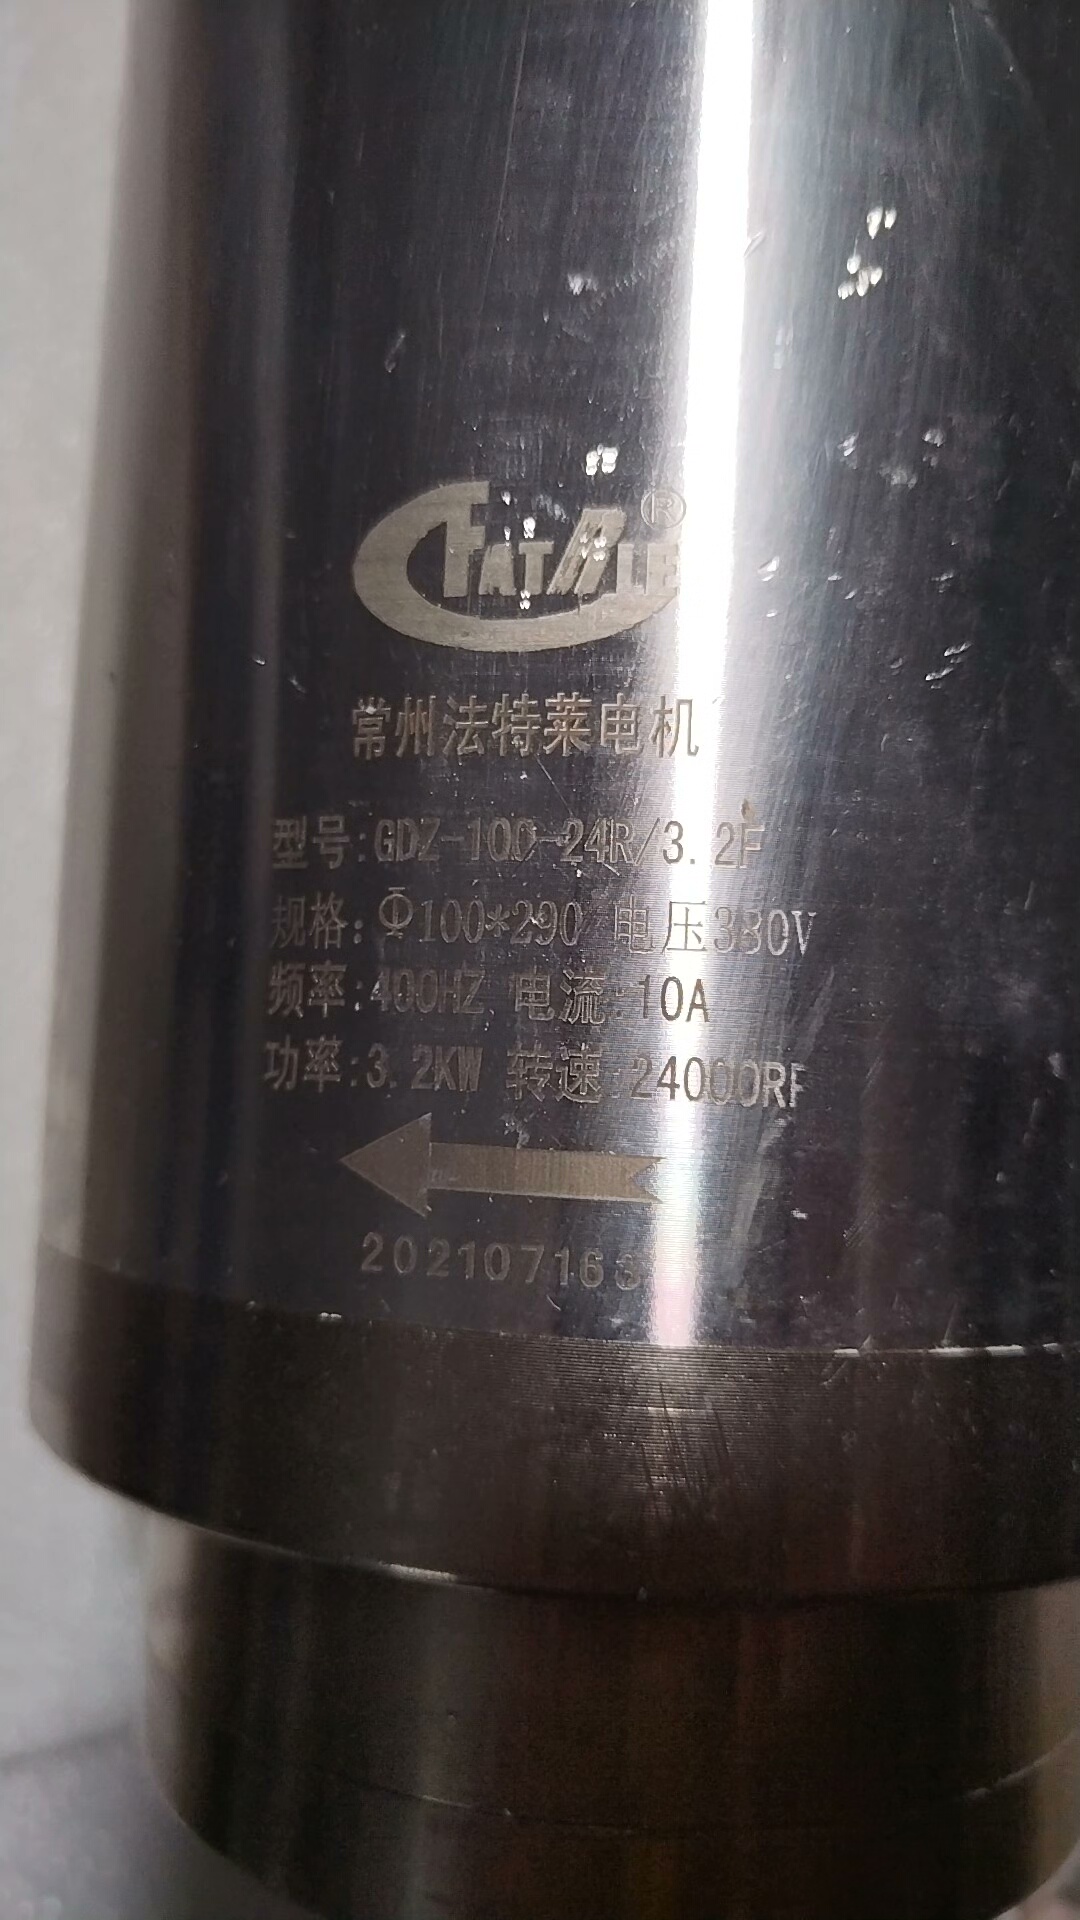 FATRLE®
常州法特莱电机
型号:GDZ-100-24R/3.2F
规格:Φ100*290 电压380V
频率:400HZ 电流:10A
功率:3.2KW 转速:24000RP
202107163